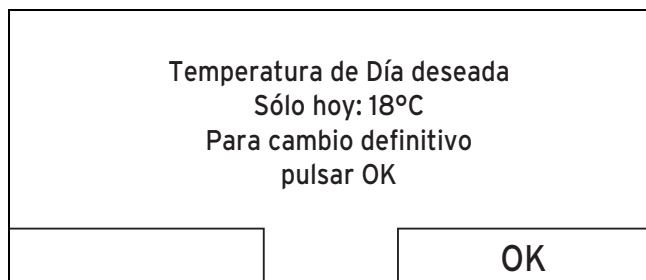 Temperatura de Día deseada
Sólo hoy: 18°C
Para cambio definitivo
pulsar OK
OK